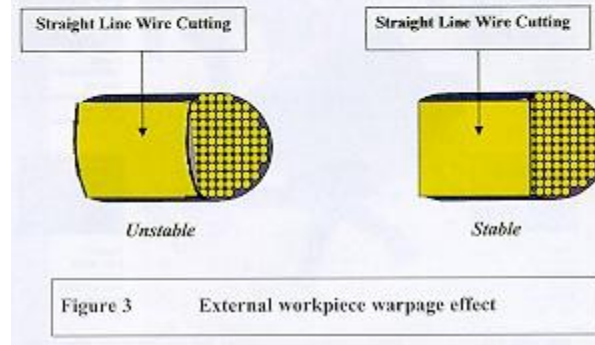 Straight Line Wire Cutting
Straight Line Wire Cutting
Unstable
Stable
Figure 3 External workpiece warpage effect